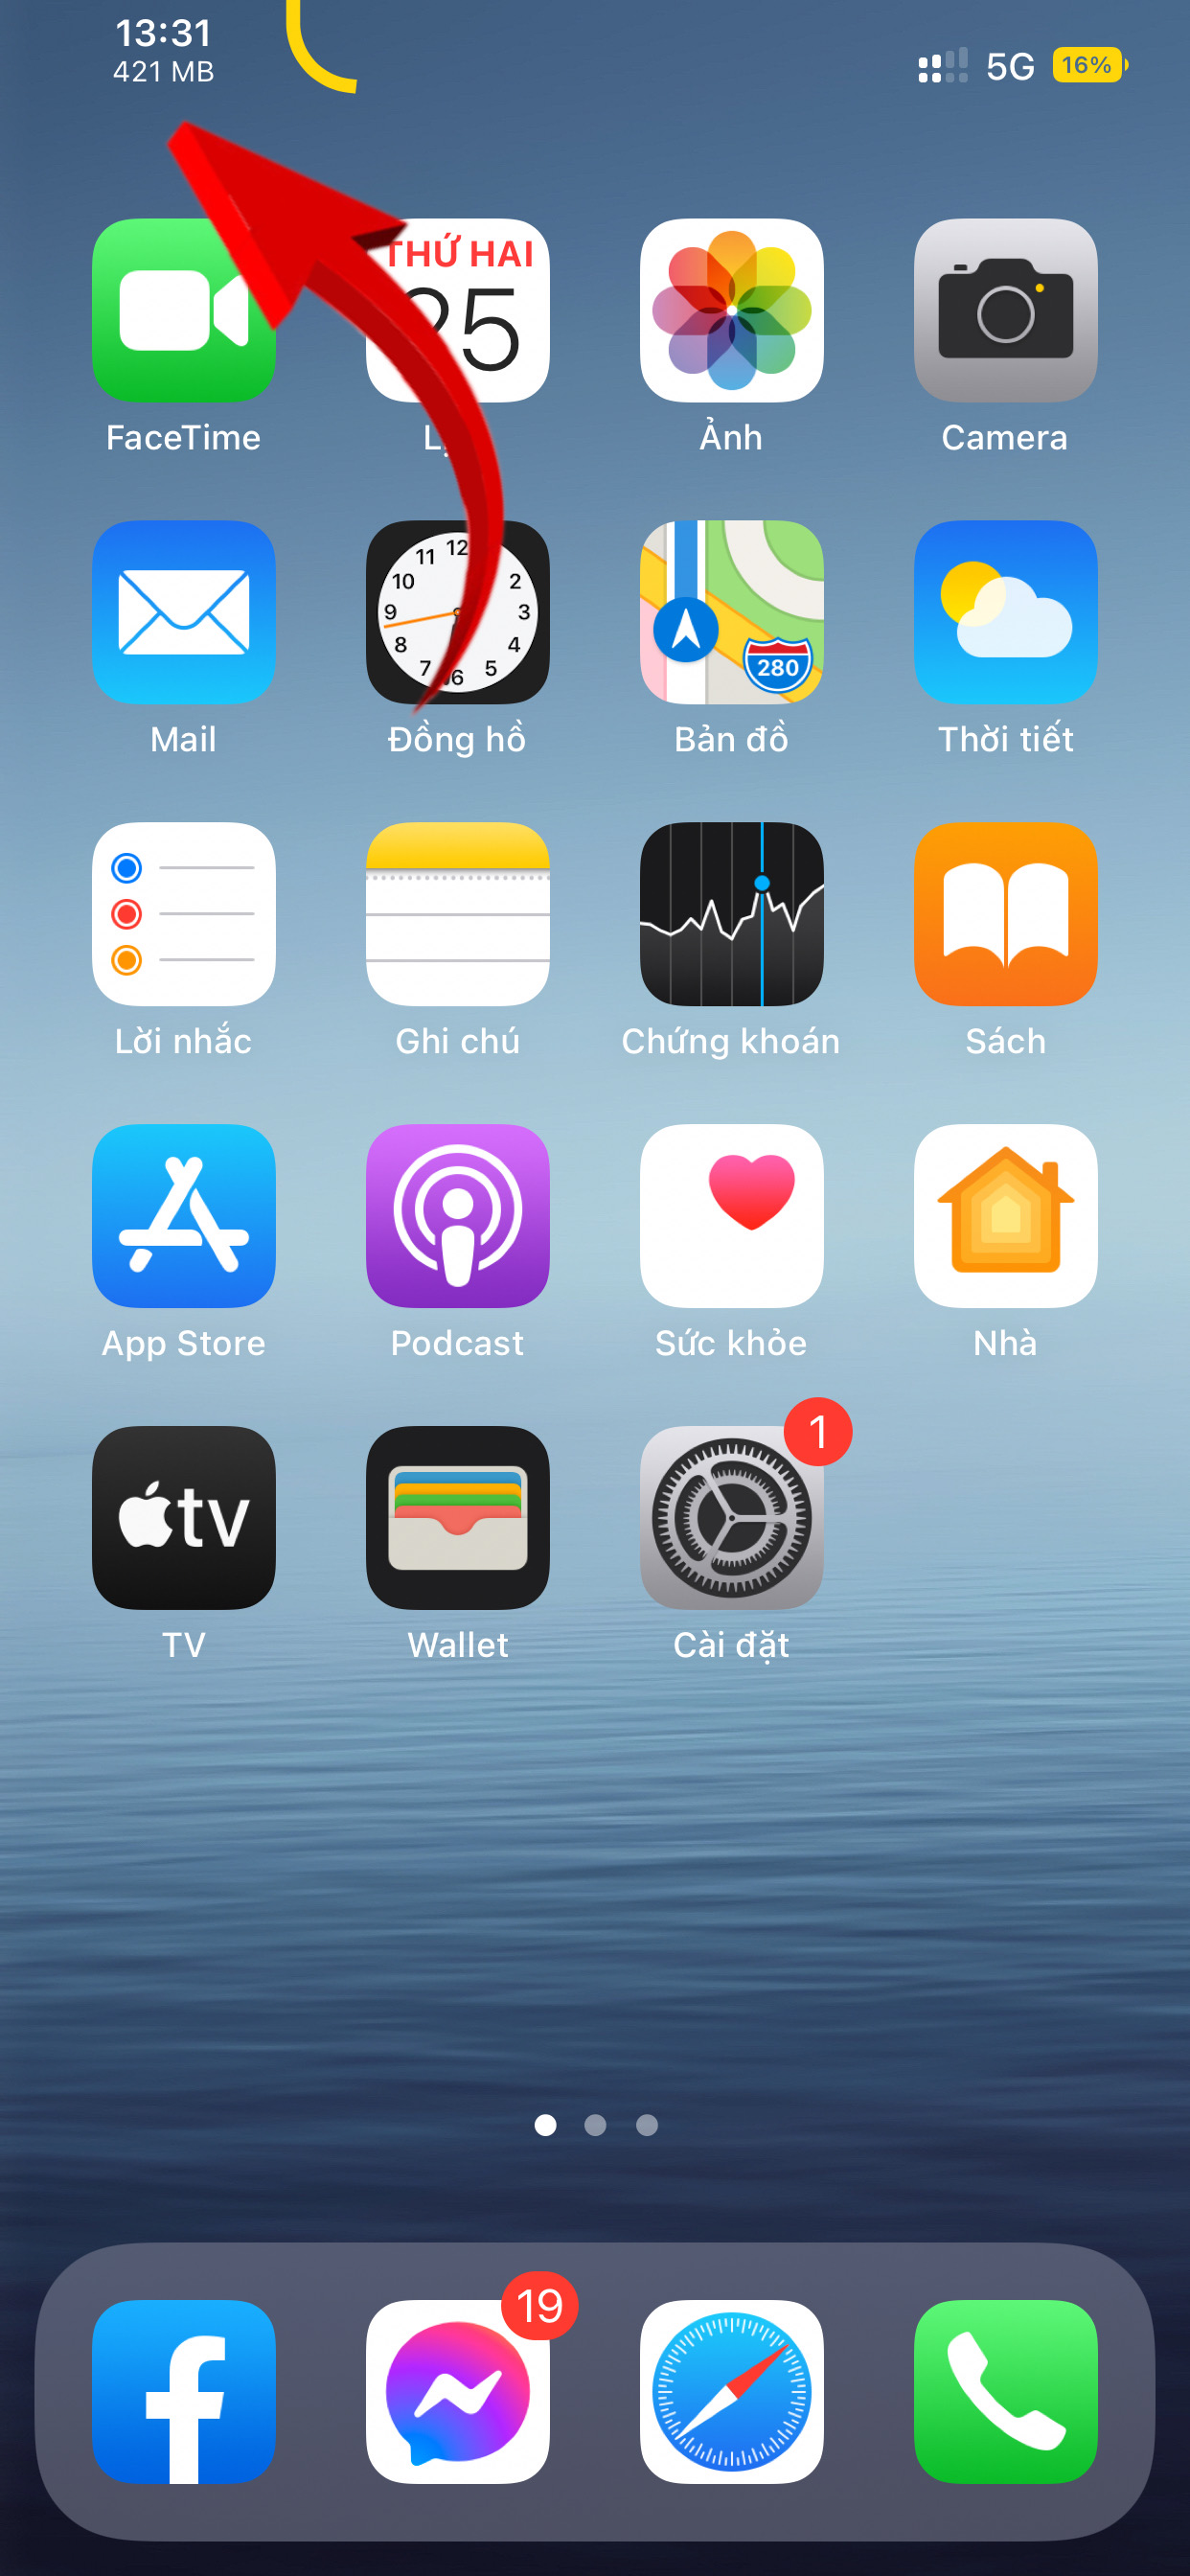 13:31
421 MB
5G
16%
THỨ HAI
25
FaceTime
Ảnh
Camera
11 12
10 2
9 3
8 4
7 6 5
280
Mail
Đồng hồ
Bản đồ
Thời tiết
Lời nhắc
Ghi chú
Chứng khoán
Sách
App Store
Podcast
Sức khỏe
Nhà
1
tv
TV
Wallet
Cài đặt
19